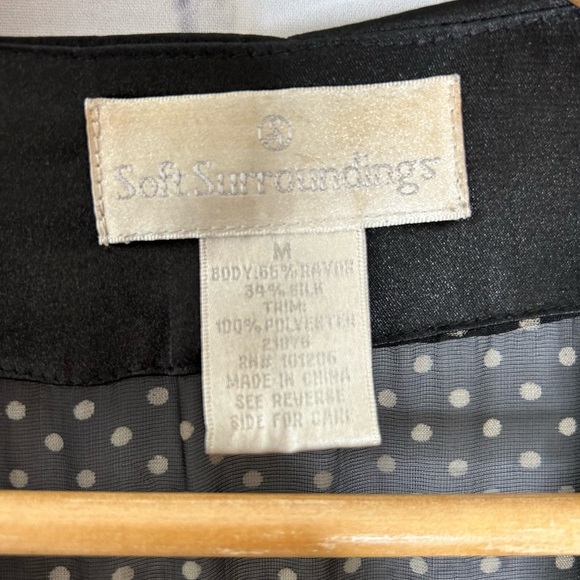 Soft Surroundings
M
BODY:66% RAYON
34% SILK
TRIM:
100% POLYESTER
21876
RN# 101206
MADE IN CHINA
SEE REVERSE
SIDE FOR CARE